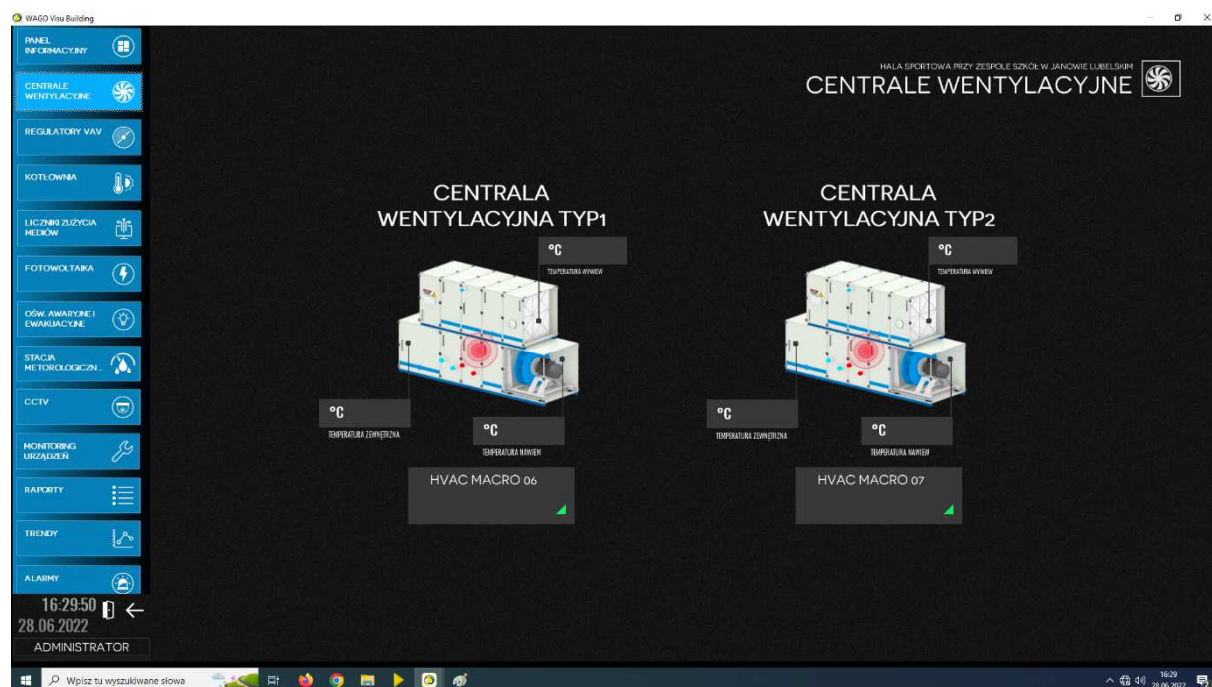 WAGO Visu Building
PANEL
INFORMACYJNY
CENTRALE
WENTYLACYJNE
REGULATORY VAV
KOTŁOWNIA
LICZNIKI ZUŻYCIA
MEDIÓW
FOTOWOLTAIKA
OŚW. AWARYJNE I
EWAKUACYJNE
STACJA
METOROLOGICZN...
CCTV
MONITORING
URZĄDZEŃ
RAPORTY
TRENDY
ALARMY
16:29:50
28.06.2022
ADMINISTRATOR
HALA SPORTOWA PRZY ZESPOLE SZKÓŁ W JANOWIE LUBELSKIM
CENTRALE WENTYLACYJNE
CENTRALA
WENTYLACYJNA TYP1
°C
TEMPERATURA WYWIEW
°C
TEMPERATURA ZEWNĘTRZNA
°C
TEMPERATURA NAWIEW
HVAC MACRO 06
CENTRALA
WENTYLACYJNA TYP2
°C
TEMPERATURA WYWIEW
°C
TEMPERATURA ZEWNĘTRZNA
°C
TEMPERATURA NAWIEW
HVAC MACRO 07
Wpisz tu wyszukiwane słowa
16:29
28.06.2022